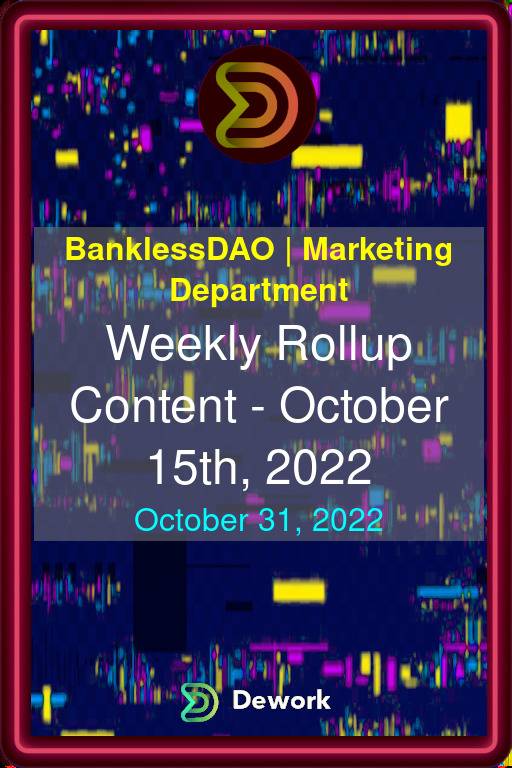 BanklessDAO | Marketing
Department
Weekly Rollup
Content - October
15th, 2022
October 31, 2022
Dework